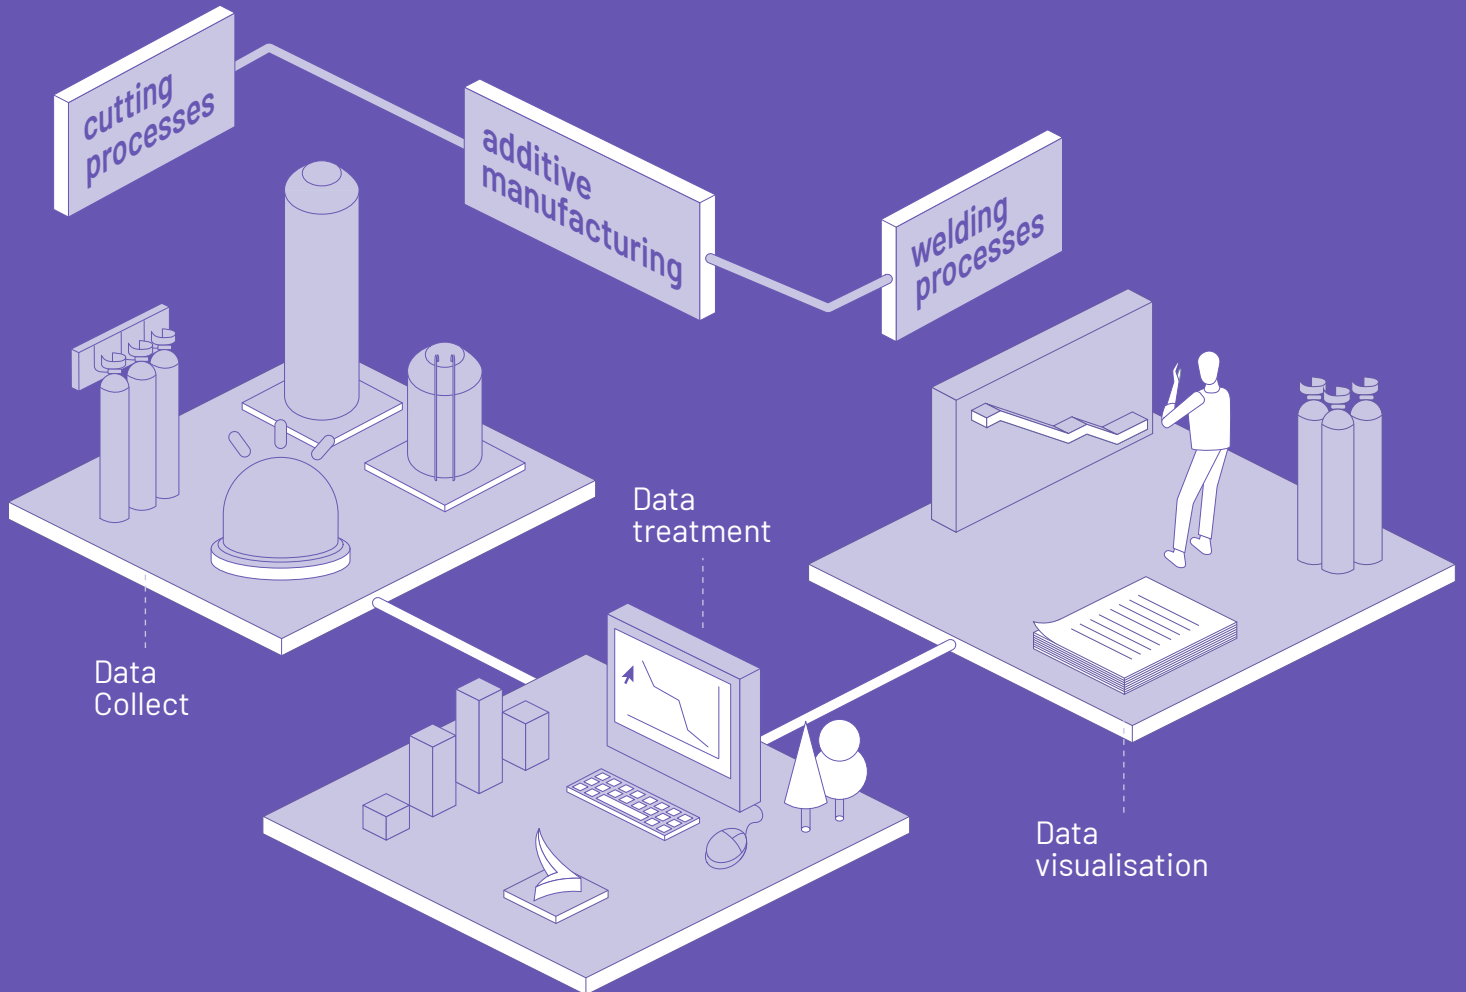 cutting
processes
additive
manufacturing
welding
processes
Data
treatment
Data
Collect
Data
visualisation